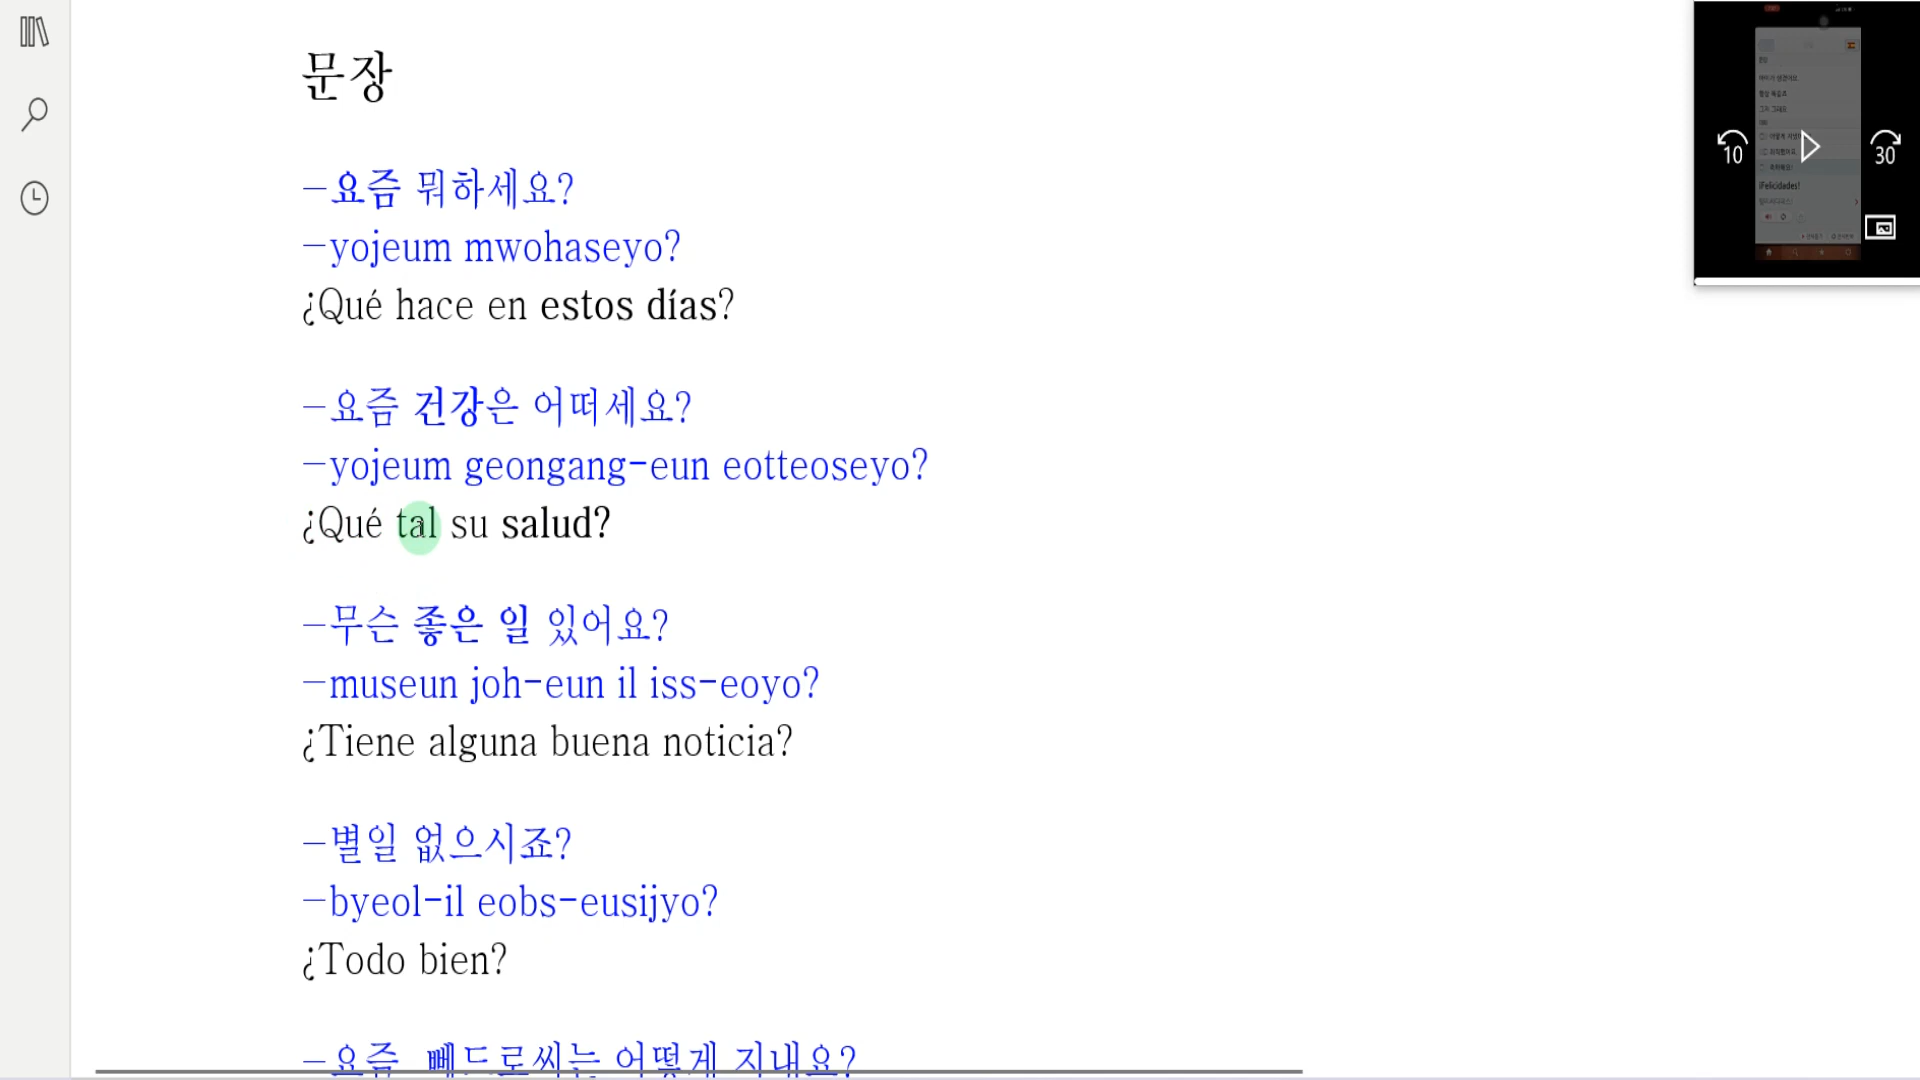 문장
–요즘 뭐하세요?
–yojeum mwohaseyo?
¿Qué hace en estos días?
–요즘 건강은 어떠세요?
–yojeum geongang-eun eotteoseyo?
¿Qué tal su salud?
–무슨 좋은 일 있어요?
–museun joh-eun il iss-eoyo?
¿Tiene alguna buena noticia?
–별일 없으시죠?
–byeol-il eobs-eusijyo?
¿Todo bien?
–요즘 뻬드로씨는 어떻게 지내요?
10
30
¡Felicidades!